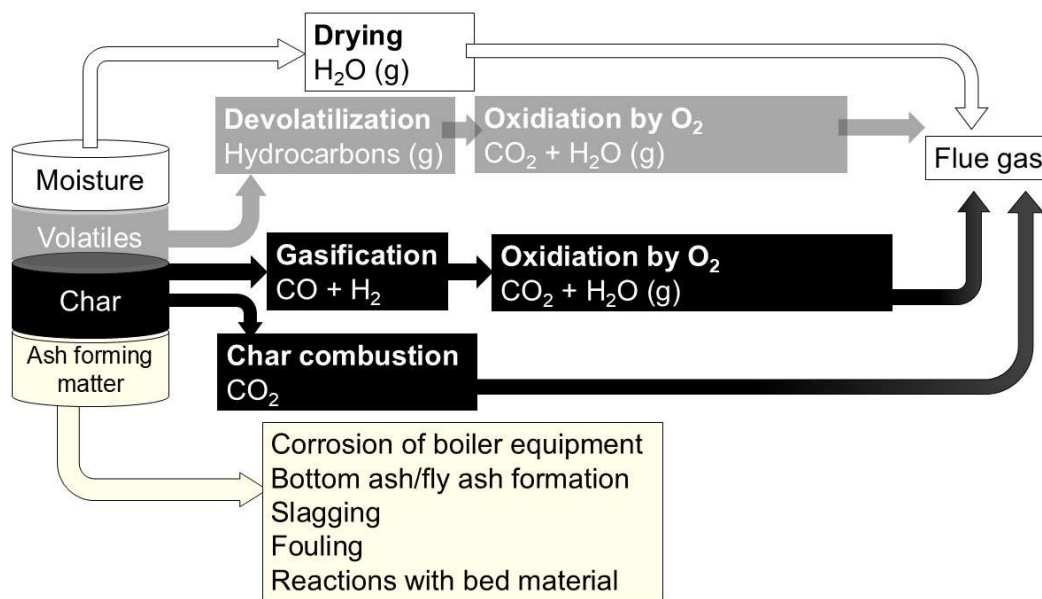 Drying
H₂O (g)
Devolatilization
Hydrocarbons (g)
Oxidiation by O₂
CO₂ + H₂O (g)
Flue gas
Moisture
Volatiles
Char
Ash forming
matter
Gasification
CO + H₂
Oxidiation by O₂
CO₂ + H₂O (g)
Char combustion
CO₂
Corrosion of boiler equipment
Bottom ash/fly ash formation
Slagging
Fouling
Reactions with bed material